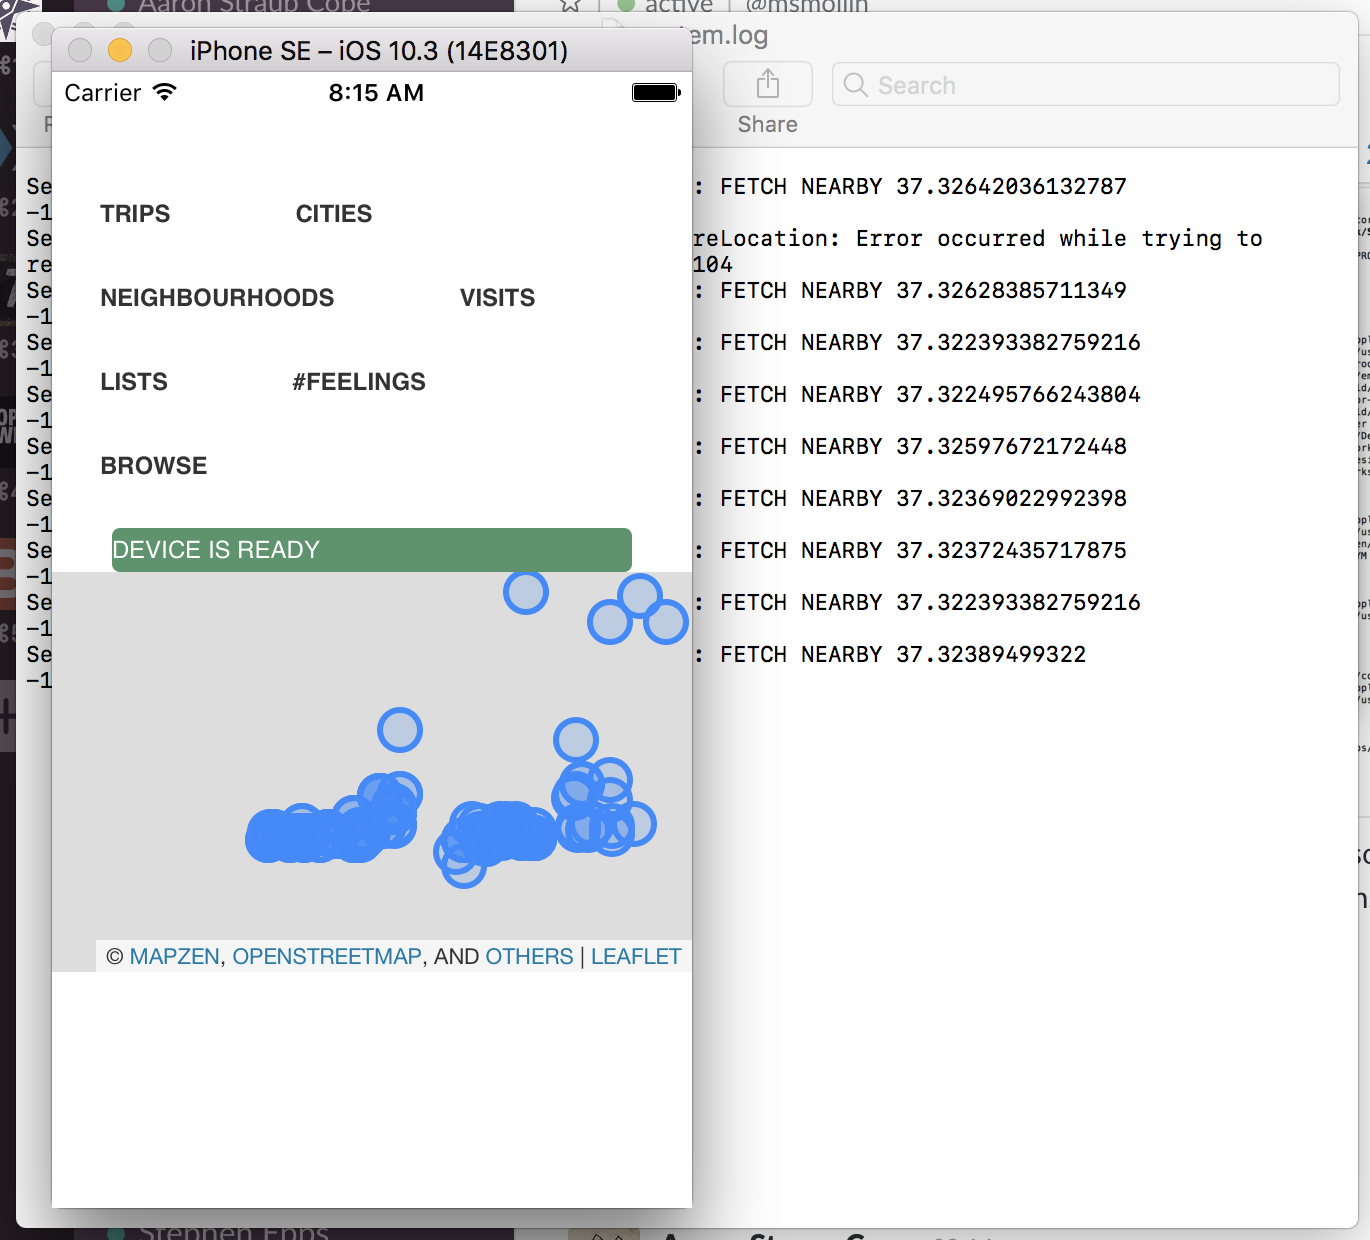 Aaron Straup Cope
active | @msmollin
iPhone SE – iOS 10.3 (14E8301)
tem.log
Carrier 8:15 AM
Search
Share
TRIPS CITIES
NEIGHBOURHOODS VISITS
LISTS #FEELINGS
BROWSE
DEVICE IS READY
© MAPZEN, OPENSTREETMAP, AND OTHERS | LEAFLET
Se : FETCH NEARBY 37.32642036132787
-1
Se reLocation: Error occurred while trying to
re 104
Se : FETCH NEARBY 37.32628385711349
-1
Se : FETCH NEARBY 37.322393382759216
-1
Se : FETCH NEARBY 37.322495766243804
-1
Se : FETCH NEARBY 37.32597672172448
-1
Se : FETCH NEARBY 37.32369022992398
-1
Se : FETCH NEARBY 37.32372435717875
-1
Se : FETCH NEARBY 37.322393382759216
-1
Se : FETCH NEARBY 37.32389499322
-1
Stephen Epps